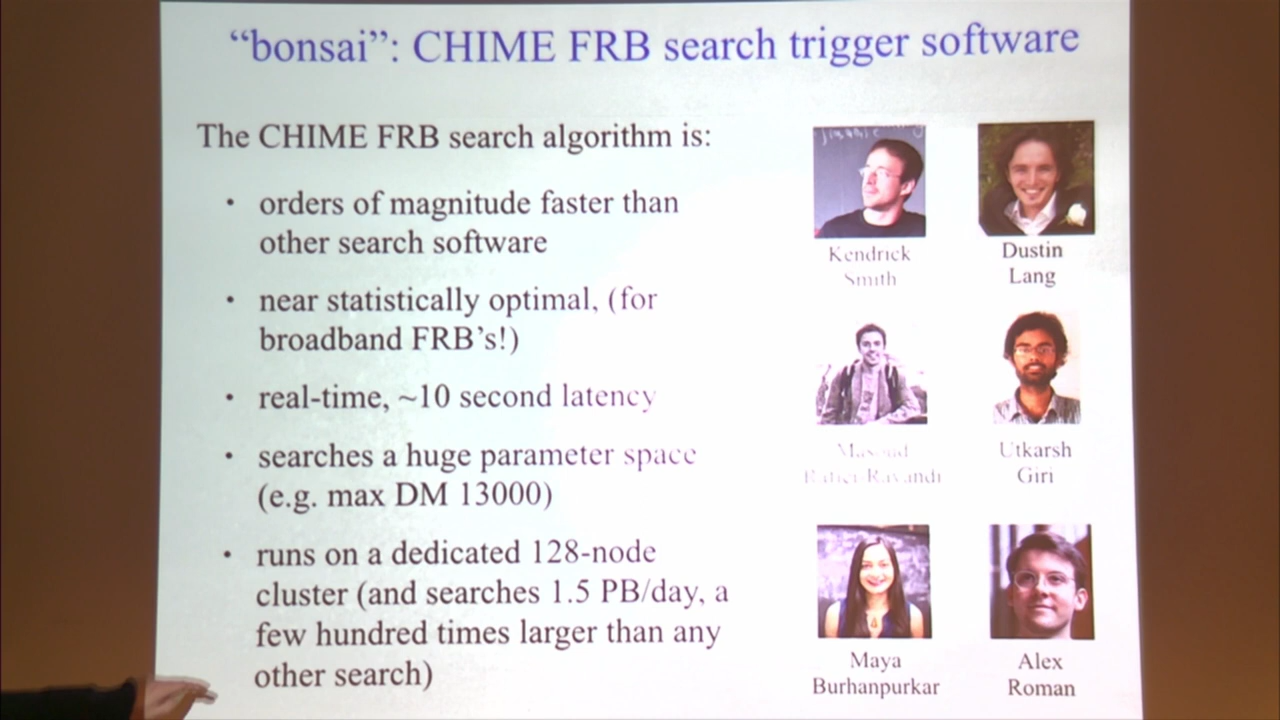 “bonsai”: CHIME FRB search trigger software
The CHIME FRB search algorithm is:
• orders of magnitude faster than
other search software
• near statistically optimal, (for
broadband FRB’s!)
• real-time, ~10 second latency
• searches a huge parameter space
(e.g. max DM 13000)
• runs on a dedicated 128-node
cluster (and searches 1.5 PB/day, a
few hundred times larger than any
other search)
Kendrick
Smith
Dustin
Lang
Masoud
Utkarsh
Giri
Maya
Burhanpurkar
Alex
Roman